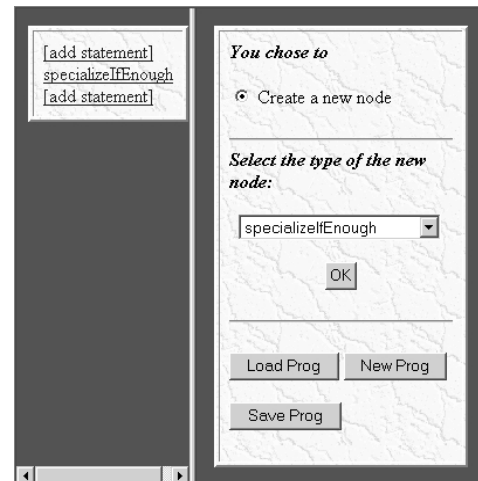 [add statement]
specializeIfEnough
[add statement]
You chose to
Create a new node
Select the type of the new
node:
specializeIfEnough
OK
Load Prog New Prog
Save Prog